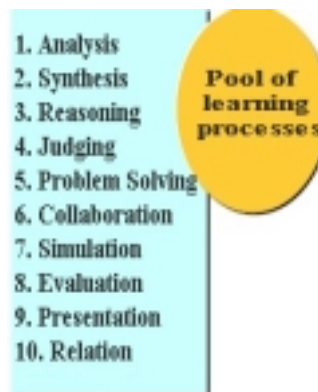 1. Analysis
2. Synthesis
3. Reasoning
4. Judging
5. Problem Solving
6. Collaboration
7. Simulation
8. Evaluation
9. Presentation
10. Relation
Pool of
learning
processes